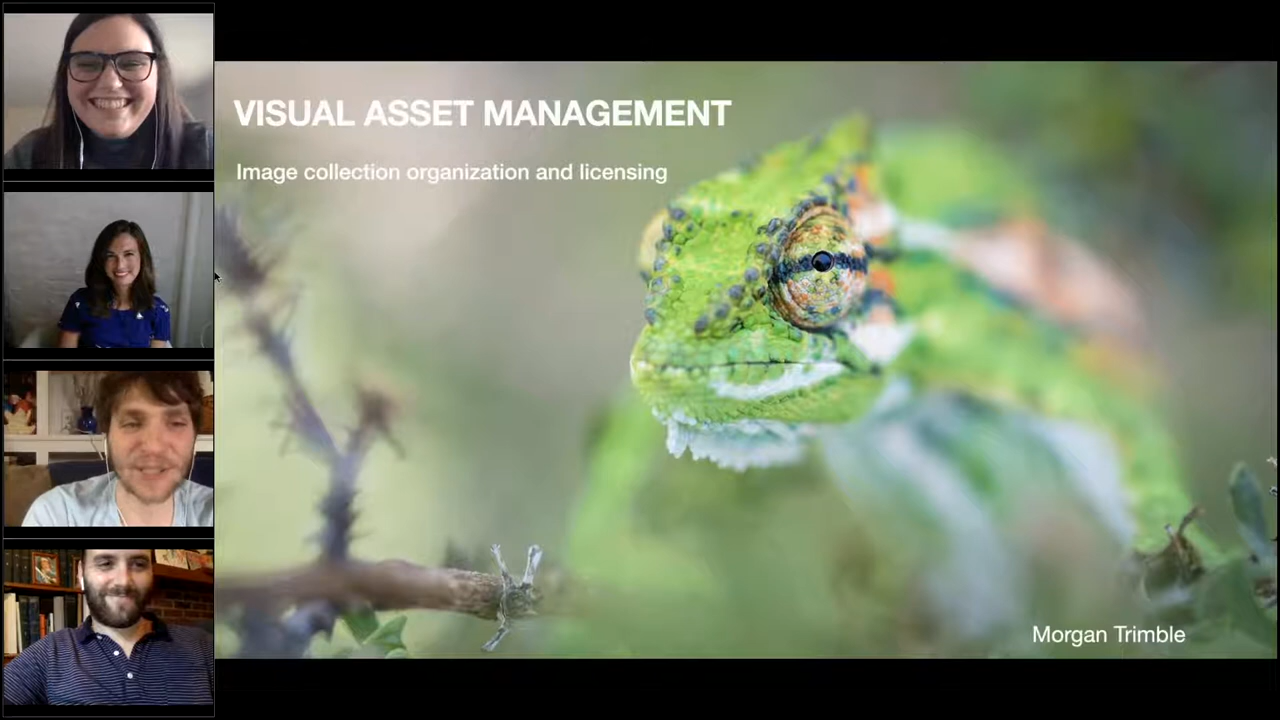 VISUAL ASSET MANAGEMENT
Image collection organization and licensing
Morgan Trimble